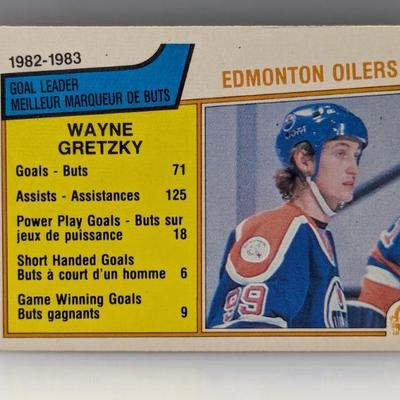 1982-1983
GOAL LEADER
MEILLEUR MARQUEUR DE BUTS
EDMONTON OILERS
WAYNE
GRETZKY
Goals - Buts 71
Assists - Assistances 125
Power Play Goals - Buts sur
jeux de puissance 18
Short Handed Goals
Buts à court d'un homme 6
Game Winning Goals
Buts gagnants 9
JOFA
99